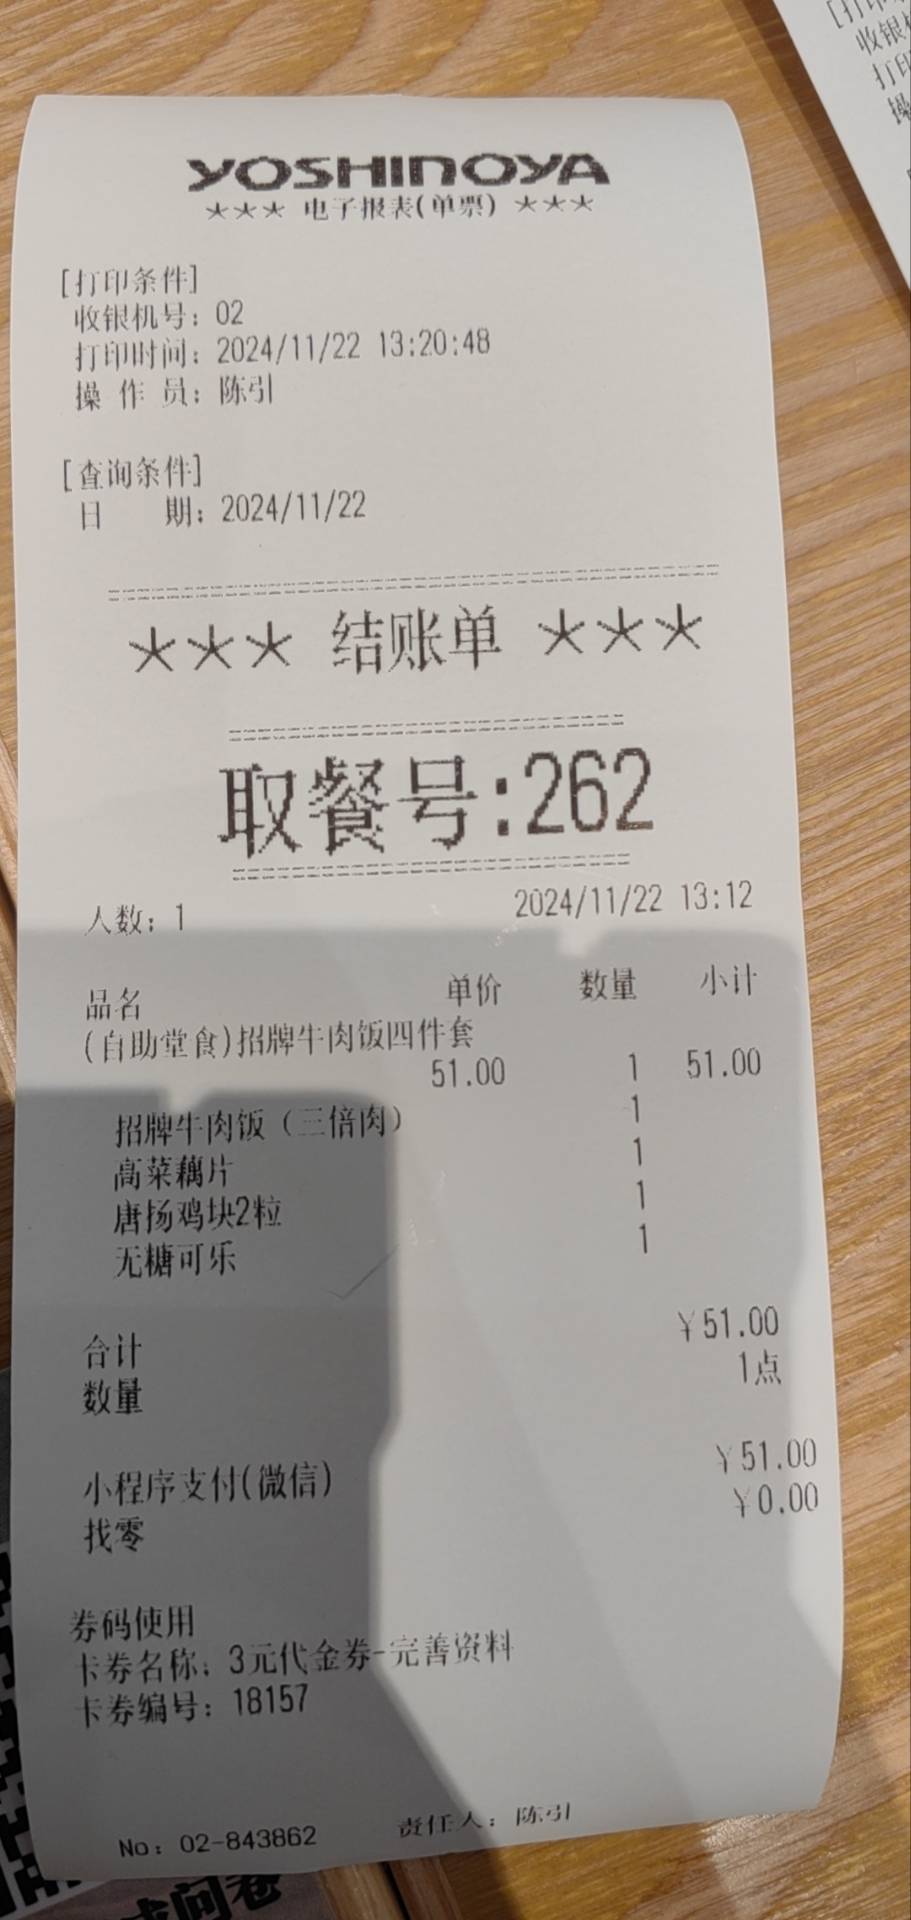 YOSHINOYA
*** 电子报表(单票) ***
[打印条件]
收银机号: 02
打印时间: 2024/11/22 13:20:48
操 作 员: 陈引
[查询条件]
日 期: 2024/11/22
*** 结账单 ***
取餐号:262
人数: 1 2024/11/22 13:12
品名 单价 数量 小计
(自助堂食)招牌牛肉饭四件套
51.00 1 51.00
招牌牛肉饭（三倍肉） 1
高菜藕片 1
唐扬鸡块2粒 1
无糖可乐 1
合计 ¥51.00
数量 1点
小程序支付(微信) ¥51.00
找零 ¥0.00
券码使用
卡券名称: 3元代金券-完善资料
卡券编号: 18157
No: 02-843862 责任人: 陈引
问卷
收银
打印